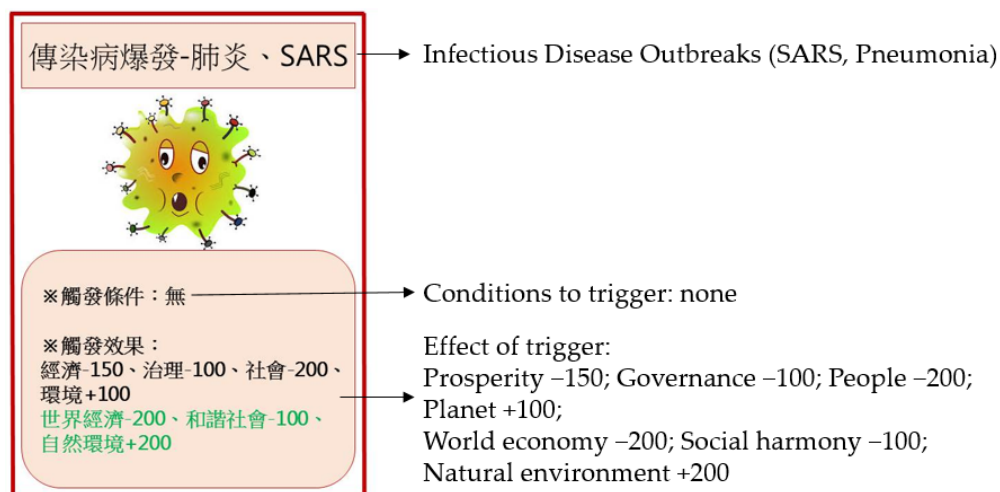 傳染病爆發-肺炎、SARS
Infectious Disease Outbreaks (SARS, Pneumonia)
※觸發條件：無
Conditions to trigger: none
※觸發效果：
經濟-150、治理-100、社會-200、
環境+100
世界經濟-200、和諧社會-100、
自然環境+200
Effect of trigger:
Prosperity –150; Governance –100; People –200;
Planet +100;
World economy –200; Social harmony –100;
Natural environment +200